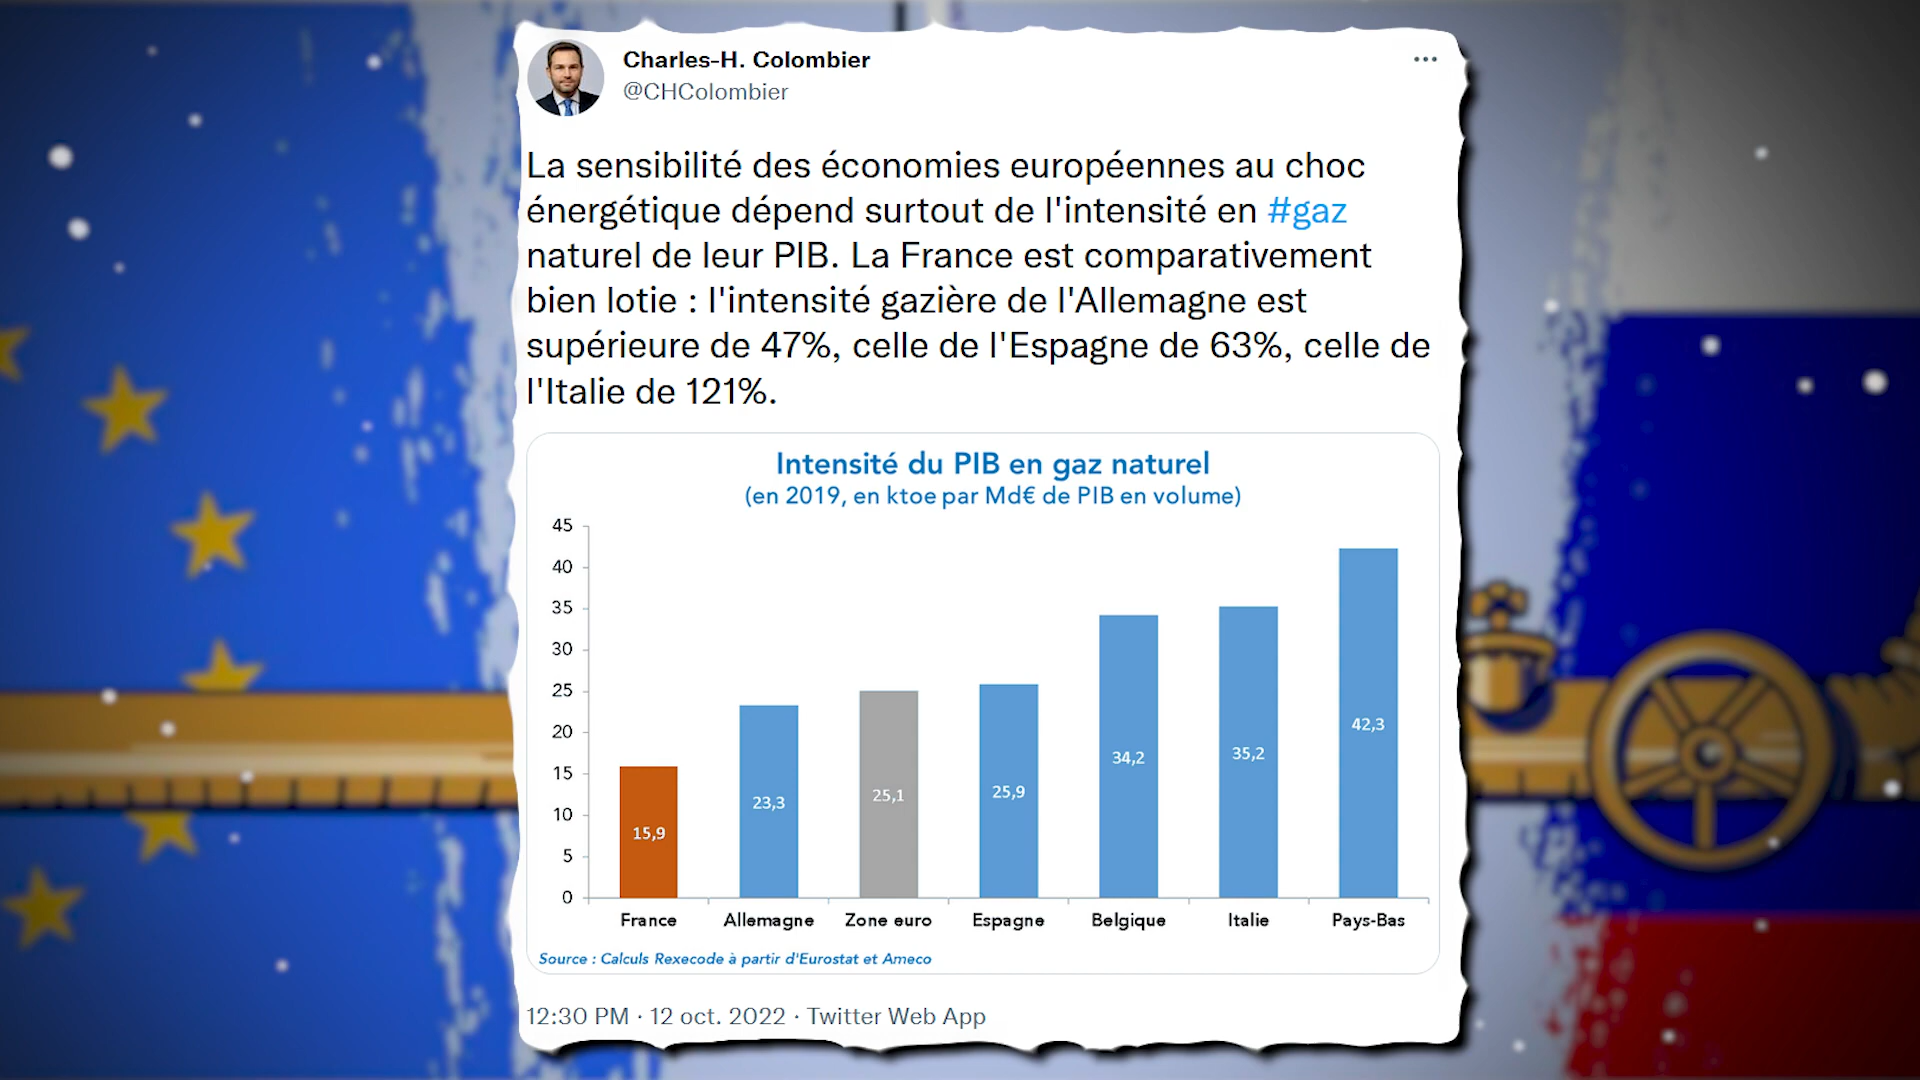 Charles-H. Colombier
@CHColombier
La sensibilité des économies européennes au choc
énergétique dépend surtout de l'intensité en #gaz
naturel de leur PIB. La France est comparativement
bien lotie : l'intensité gazière de l'Allemagne est
supérieure de 47%, celle de l'Espagne de 63%, celle de
l'Italie de 121%.
Intensité du PIB en gaz naturel
(en 2019, en ktoe par Md€ de PIB en volume)
45
40
35
30
25
20
15
10
5
0
15,9
23,3
25,1
25,9
34,2
35,2
42,3
France
Allemagne
Zone euro
Espagne
Belgique
Italie
Pays-Bas
Source : Calculs Rexecode à partir d'Eurostat et Ameco
12:30 PM · 12 oct. 2022 · Twitter Web App